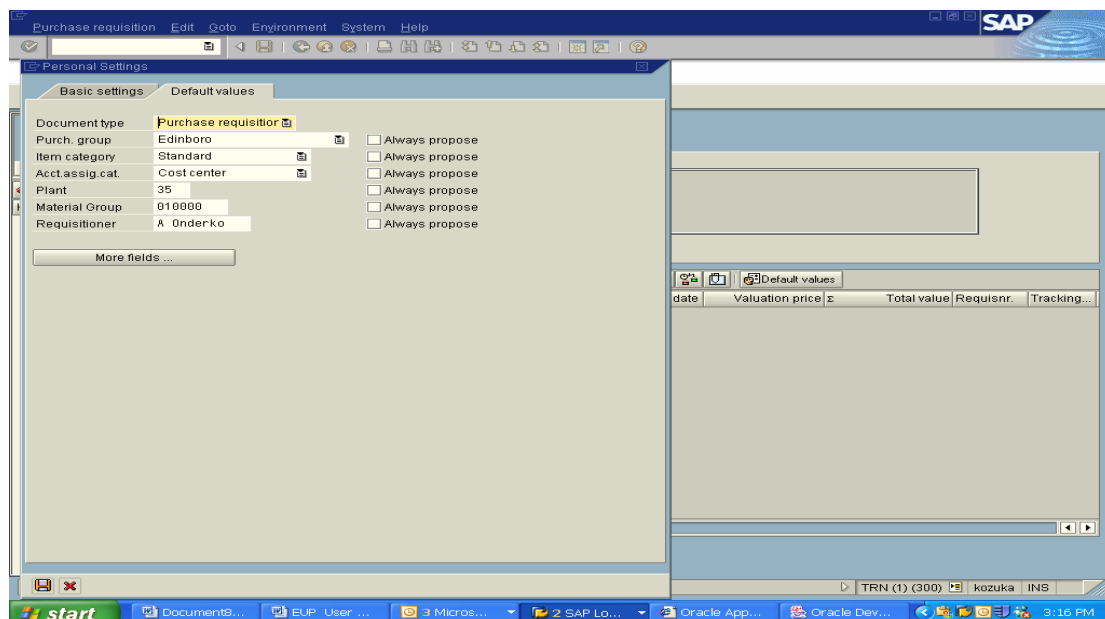 Purchase requisition Edit Goto Environment System Help
SAP
Personal Settings
Basic settings Default values
Document type Purchase requisition
Purch. group Edinboro Always propose
Item category Standard Always propose
Acct.assig.cat. Cost center Always propose
Plant 35 Always propose
Material Group 010000 Always propose
Requisitioner A Onderko Always propose
More fields ...
Default values
date Valuation price Σ Total value Requisnr. Tracking...
TRN (1) (300) kozuka INS
start Document8... EUP User ... 3 Micros... 2 SAP Lo... Oracle App... Oracle Dev... 3:16 PM